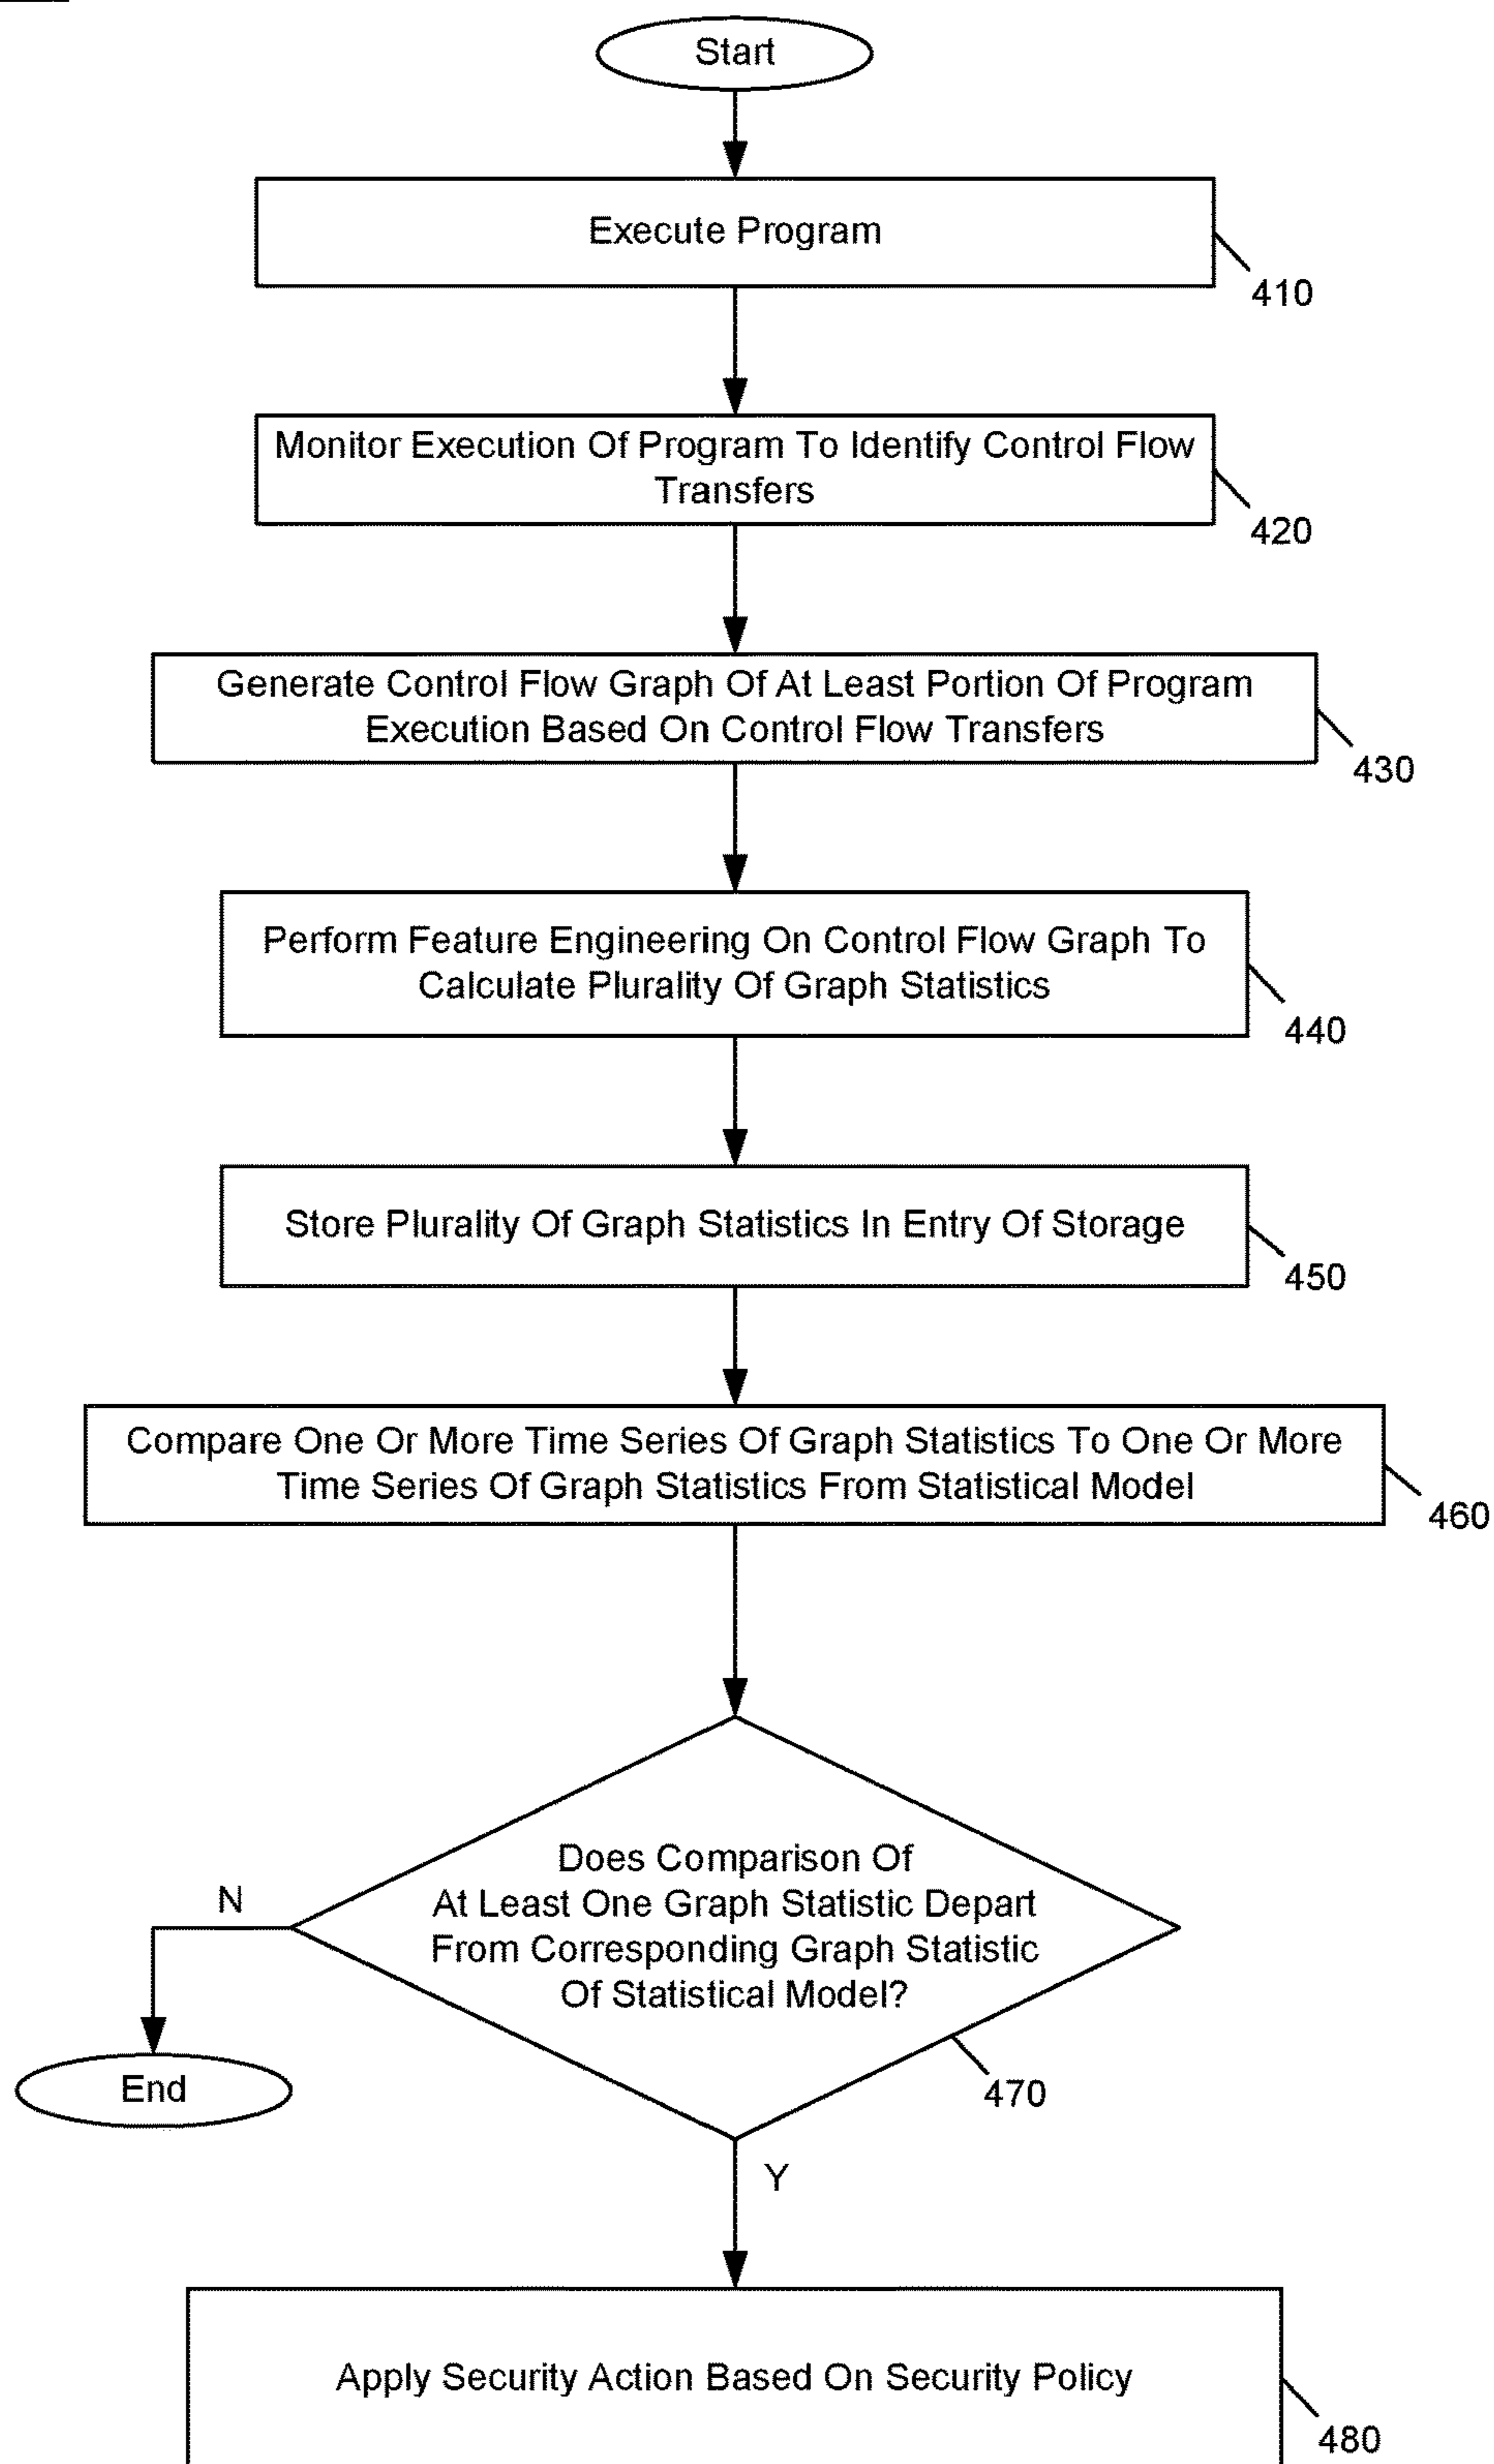 Start
Execute Program
410
Monitor Execution Of Program To Identify Control Flow
Transfers
420
Generate Control Flow Graph Of At Least Portion Of Program
Execution Based On Control Flow Transfers
430
Perform Feature Engineering On Control Flow Graph To
Calculate Plurality Of Graph Statistics
440
Store Plurality Of Graph Statistics In Entry Of Storage
450
Compare One Or More Time Series Of Graph Statistics To One Or More
Time Series Of Graph Statistics From Statistical Model
460
Does Comparison Of
At Least One Graph Statistic Depart
From Corresponding Graph Statistic
Of Statistical Model?
N
End
470
Y
Apply Security Action Based On Security Policy
480